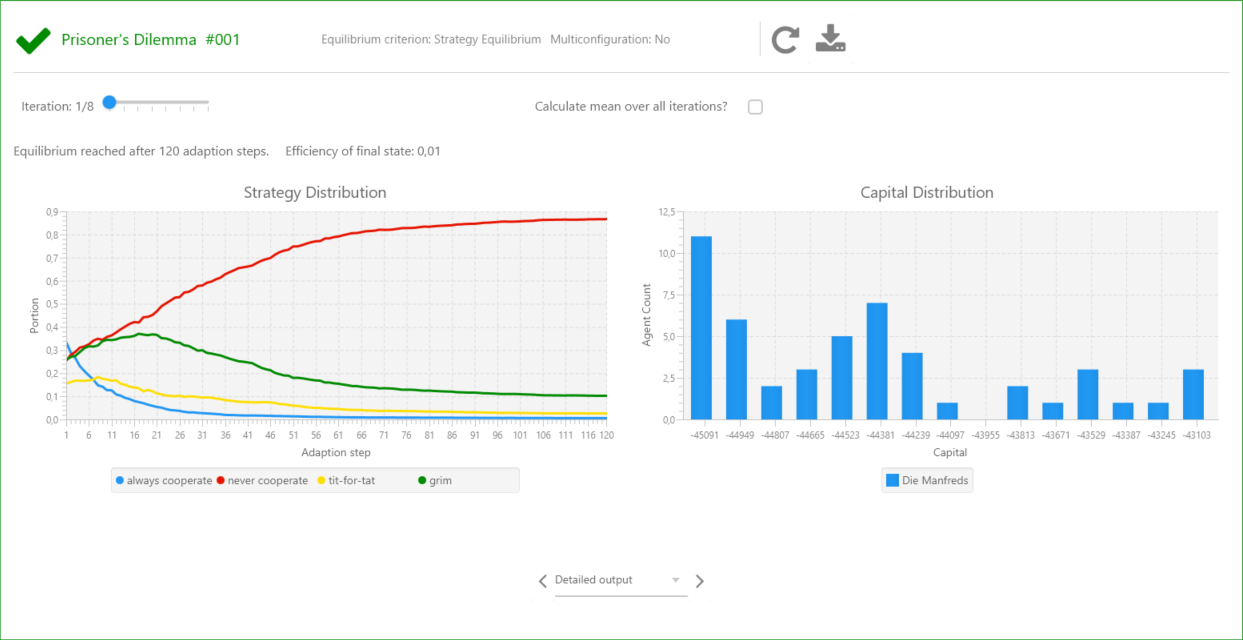 Prisoner's Dilemma #001
Equilibrium criterion: Strategy Equilibrium Multiconfiguration: No
Iteration: 1/8
Calculate mean over all iterations?
Equilibrium reached after 120 adaption steps. Efficiency of final state: 0,01
Strategy Distribution
0,9
0,8
0,7
0,6
0,5
0,4
0,3
0,2
0,1
0,0
Portion
1 6 11 16 21 26 31 36 41 46 51 56 61 66 71 76 81 86 91 96 101 106 111 116 120
Adaption step
always cooperate never cooperate tit-for-tat grim
Capital Distribution
12,5
10,0
7,5
5,0
2,5
0,0
Agent Count
-45091 -44949 -44807 -44665 -44523 -44381 -44239 -44097 -43955 -43813 -43671 -43529 -43387 -43245 -43103
Capital
Die Manfreds
Detailed output